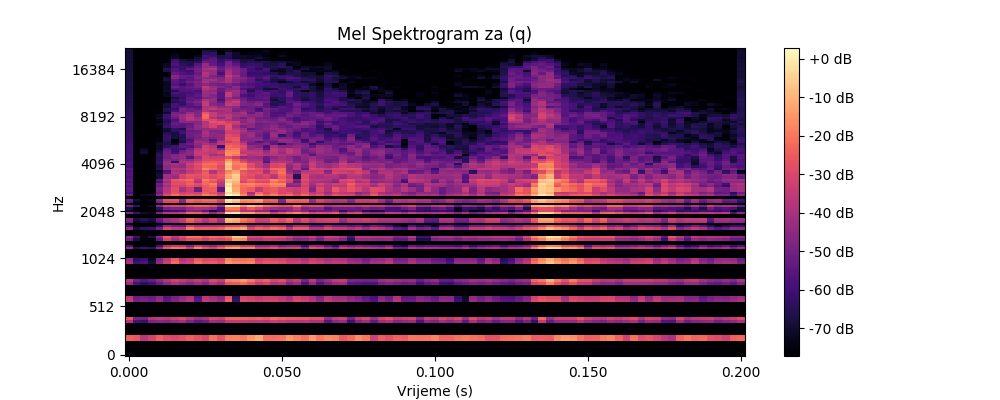 Mel Spektrogram za (q)
16384
8192
4096
2048
1024
512
0
Hz
0.000 0.050 0.100 0.150 0.200
Vrijeme (s)
+0 dB
-10 dB
-20 dB
-30 dB
-40 dB
-50 dB
-60 dB
-70 dB